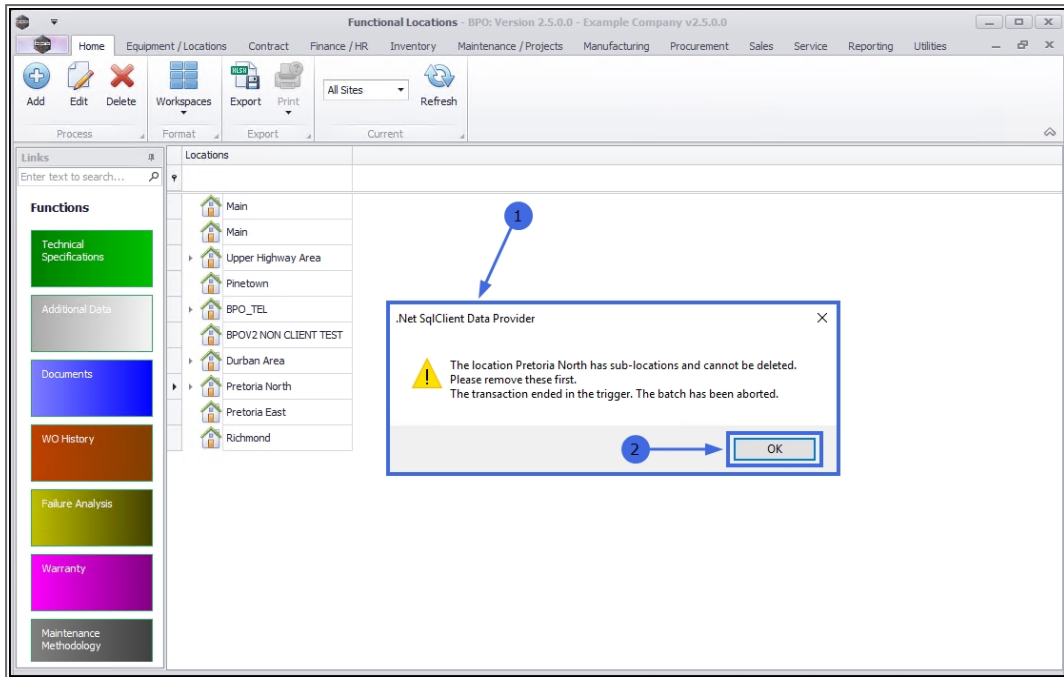 Functional Locations - BPO: Version 2.5.0.0 - Example Company v2.5.0.0
Home Equipment / Locations Contract Finance / HR Inventory Maintenance / Projects Manufacturing Procurement Sales Service Reporting Utilities
Add Edit Delete Workspaces Export Print All Sites Refresh
Process Format Export Current
Links
Enter text to search...
Functions
Technical
Specifications
Additional Data
Documents
WO History
Failure Analysis
Warranty
Maintenance
Methodology
Locations
Main
Main
Upper Highway Area
Pinetown
BPO_TEL
BPOV2 NON CLIENT TEST
Durban Area
Pretoria North
Pretoria East
Richmond
1
.Net SqlClient Data Provider
The location Pretoria North has sub-locations and cannot be deleted.
Please remove these first.
The transaction ended in the trigger. The batch has been aborted.
2
OK